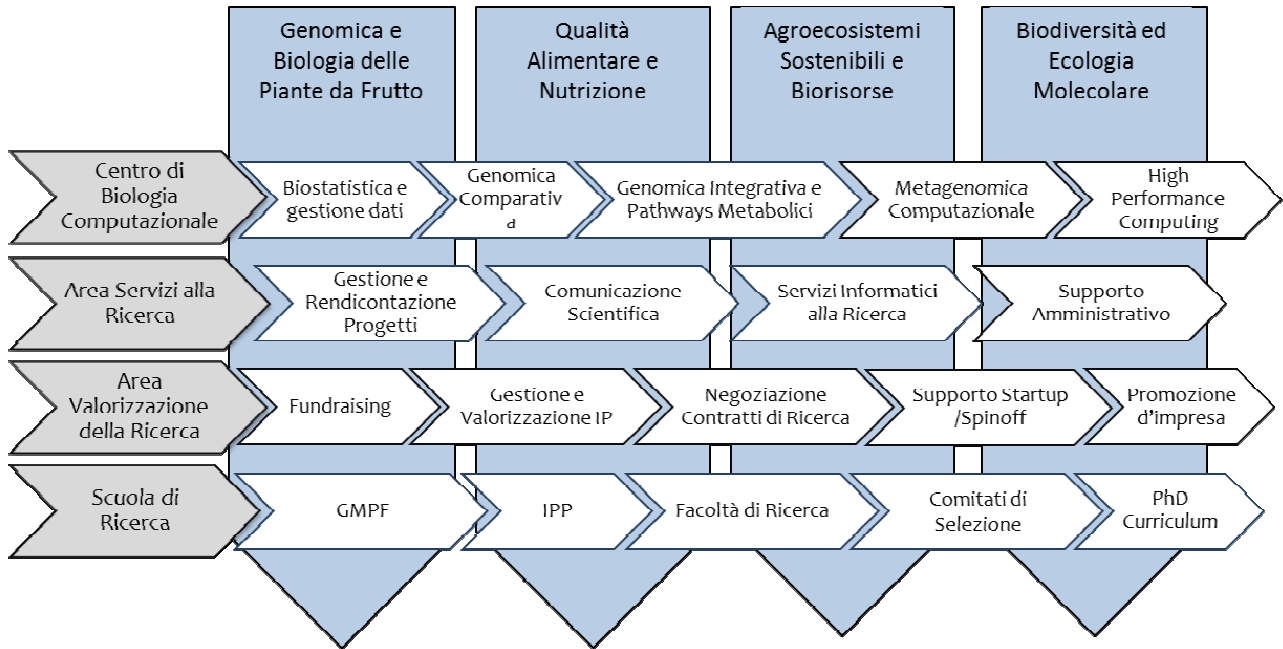 Genomica e
Biologia delle
Piante da Frutto
Qualità
Alimentare e
Nutrizione
Agroecosistemi
Sostenibili e
Biorisorse
Biodiversità ed
Ecologia
Molecolare
Centro di
Biologia
Computazionale
Biostatistica e
gestione dati
Genomica
Comparativ
a
Genomica Integrativa e
Pathways Metabolici
Metagenomica
Computazionale
High
Performance
Computing
Area Servizi alla
Ricerca
Gestione e
Rendicontazione
Progetti
Comunicazione
Scientifica
Servizi Informatici
alla Ricerca
Supporto
Amministrativo
Area
Valorizzazione
della Ricerca
Fundraising
Gestione e
Valorizzazione IP
Negoziazione
Contratti di Ricerca
Supporto Startup
/Spinoff
Promozione
d'impresa
Scuola di
Ricerca
GMPF
IPP
Facoltà di Ricerca
Comitati di
Selezione
PhD
Curriculum